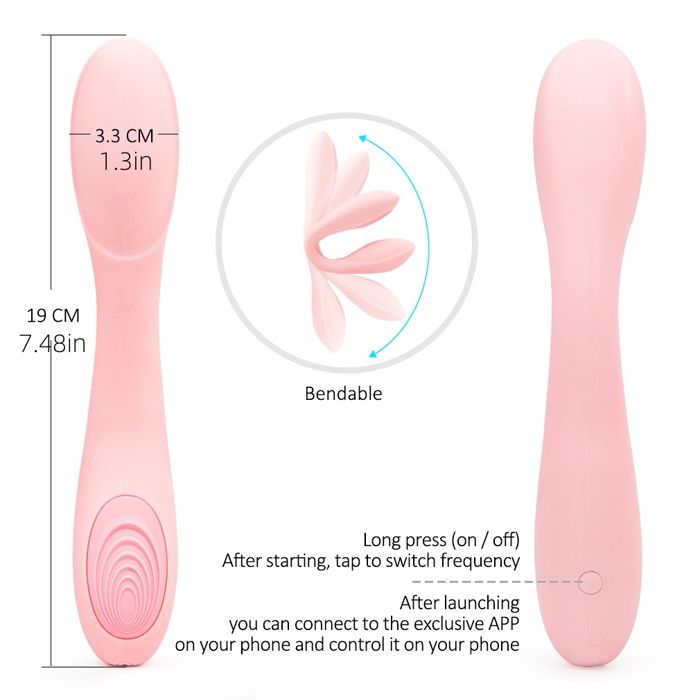 3.3 CM
1.3in
19 CM
7.48in
Bendable
Long press (on / off)
After starting, tap to switch frequency
After launching
you can connect to the exclusive APP
on your phone and control it on your phone